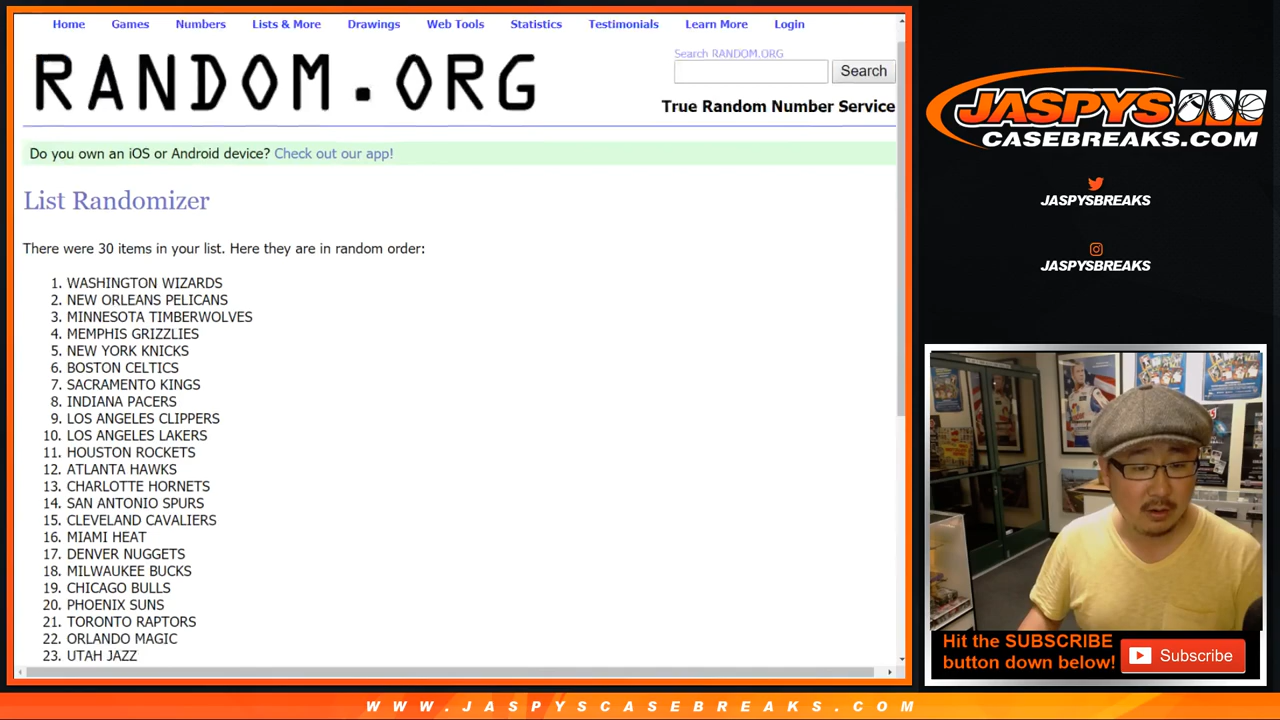 Home Games Numbers Lists & More Drawings Web Tools Statistics Testimonials Learn More Login
RANDOM.ORG
Search RANDOM.ORG
Search
True Random Number Service
Do you own an iOS or Android device? Check out our app!
List Randomizer
There were 30 items in your list. Here they are in random order:
1. WASHINGTON WIZARDS
2. NEW ORLEANS PELICANS
3. MINNESOTA TIMBERWOLVES
4. MEMPHIS GRIZZLIES
5. NEW YORK KNICKS
6. BOSTON CELTICS
7. SACRAMENTO KINGS
8. INDIANA PACERS
9. LOS ANGELES CLIPPERS
10. LOS ANGELES LAKERS
11. HOUSTON ROCKETS
12. ATLANTA HAWKS
13. CHARLOTTE HORNETS
14. SAN ANTONIO SPURS
15. CLEVELAND CAVALIERS
16. MIAMI HEAT
17. DENVER NUGGETS
18. MILWAUKEE BUCKS
19. CHICAGO BULLS
20. PHOENIX SUNS
21. TORONTO RAPTORS
22. ORLANDO MAGIC
23. UTAH JAZZ
JASPYS
CASEBREAKS.COM
JASPYSBREAKS
JASPYSBREAKS
Hit the SUBSCRIBE
button down below!
Subscribe
WWW.JASPYSCASEBREAKS.COM